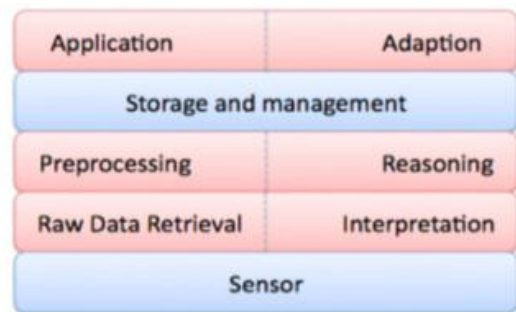 Application Adaption
Storage and management
Preprocessing Reasoning
Raw Data Retrieval Interpretation
Sensor